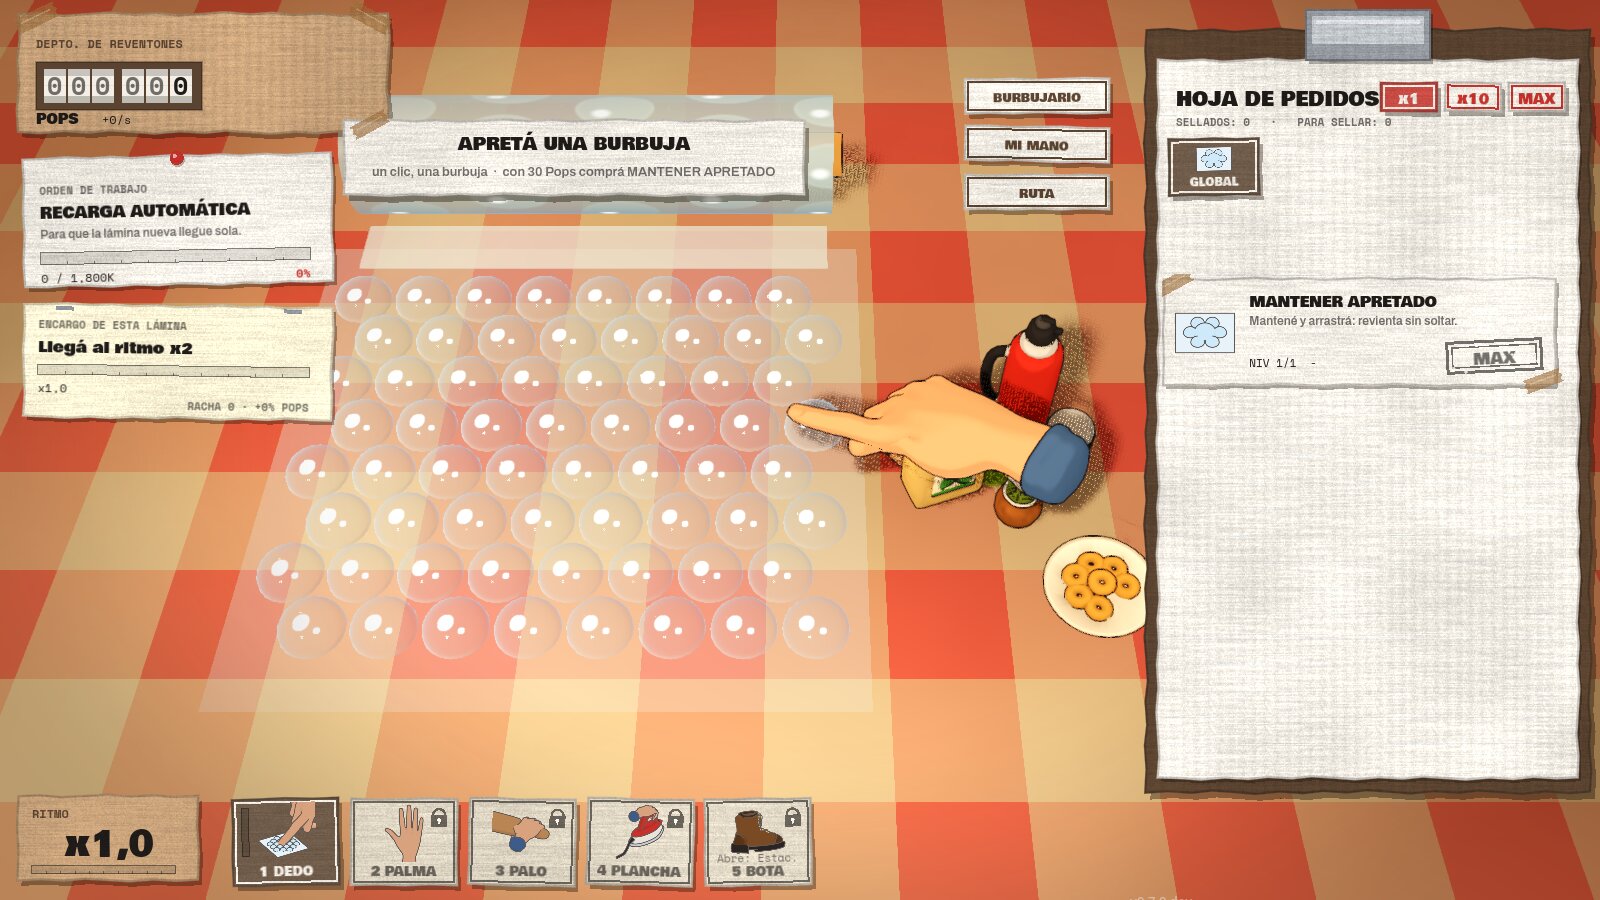 DEPTO. DE REVENTONES
000 000
POPS +0/s
ORDEN DE TRABAJO
RECARGA AUTOMÁTICA
Para que la lámina nueva llegue sola.
0 / 1.800K 0%
ENCARGO DE ESTA LÁMINA
Llegá al ritmo x2
x1.0
RACHA 0 · +0% POPS
APRETÁ UNA BURBUJA
un clic, una burbuja · con 30 Pops comprá MANTENER APRETADO
BURBUJARIO
MI MANO
RUTA
HOJA DE PEDIDOS x1 x10 MAX
SELLADOS: 0 · PARA SELLAR: 0
GLOBAL
MANTENER APRETADO
Mantené y arrastrá: revienta sin soltar.
NIV 1/1 -
MAX
RITMO
x1,0
1 DEDO
2 PALMA
3 PALO
4 PLANCHA
Abre: Estac.
5 BOTA